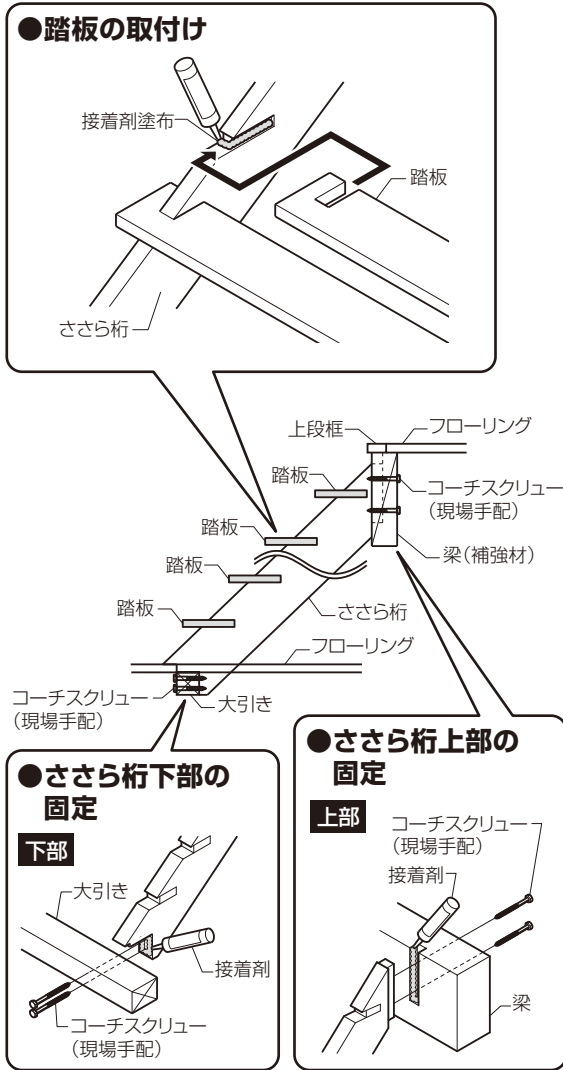 ●踏板の取付け
接着剤塗布
踏板
ささら桁
上段框
フローリング
踏板
コーチスクリュー
(現場手配)
踏板
梁(補強材)
踏板
ささら桁
踏板
フローリング
コーチスクリュー
(現場手配)
大引き
●ささら桁下部の
固定
下部
大引き
接着剤
コーチスクリュー
(現場手配)
●ささら桁上部の
固定
上部
コーチスクリュー
(現場手配)
接着剤
梁